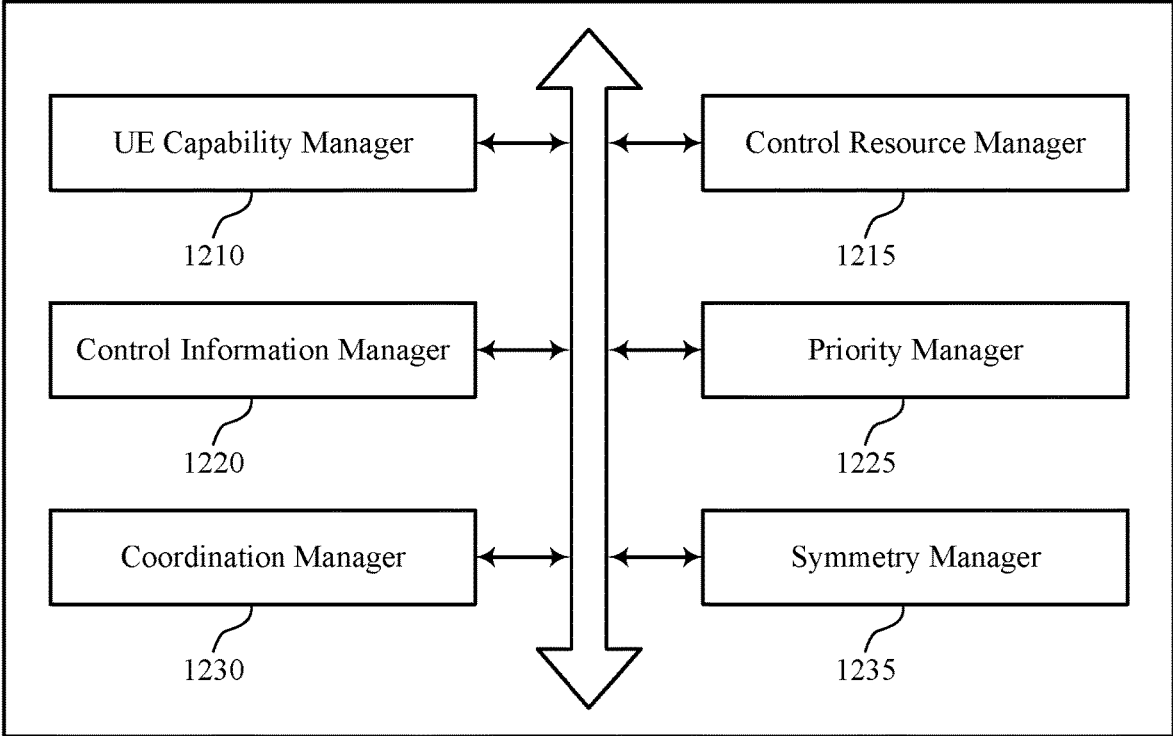 UE Capability Manager
1210
Control Resource Manager
1215
Control Information Manager
1220
Priority Manager
1225
Coordination Manager
1230
Symmetry Manager
1235